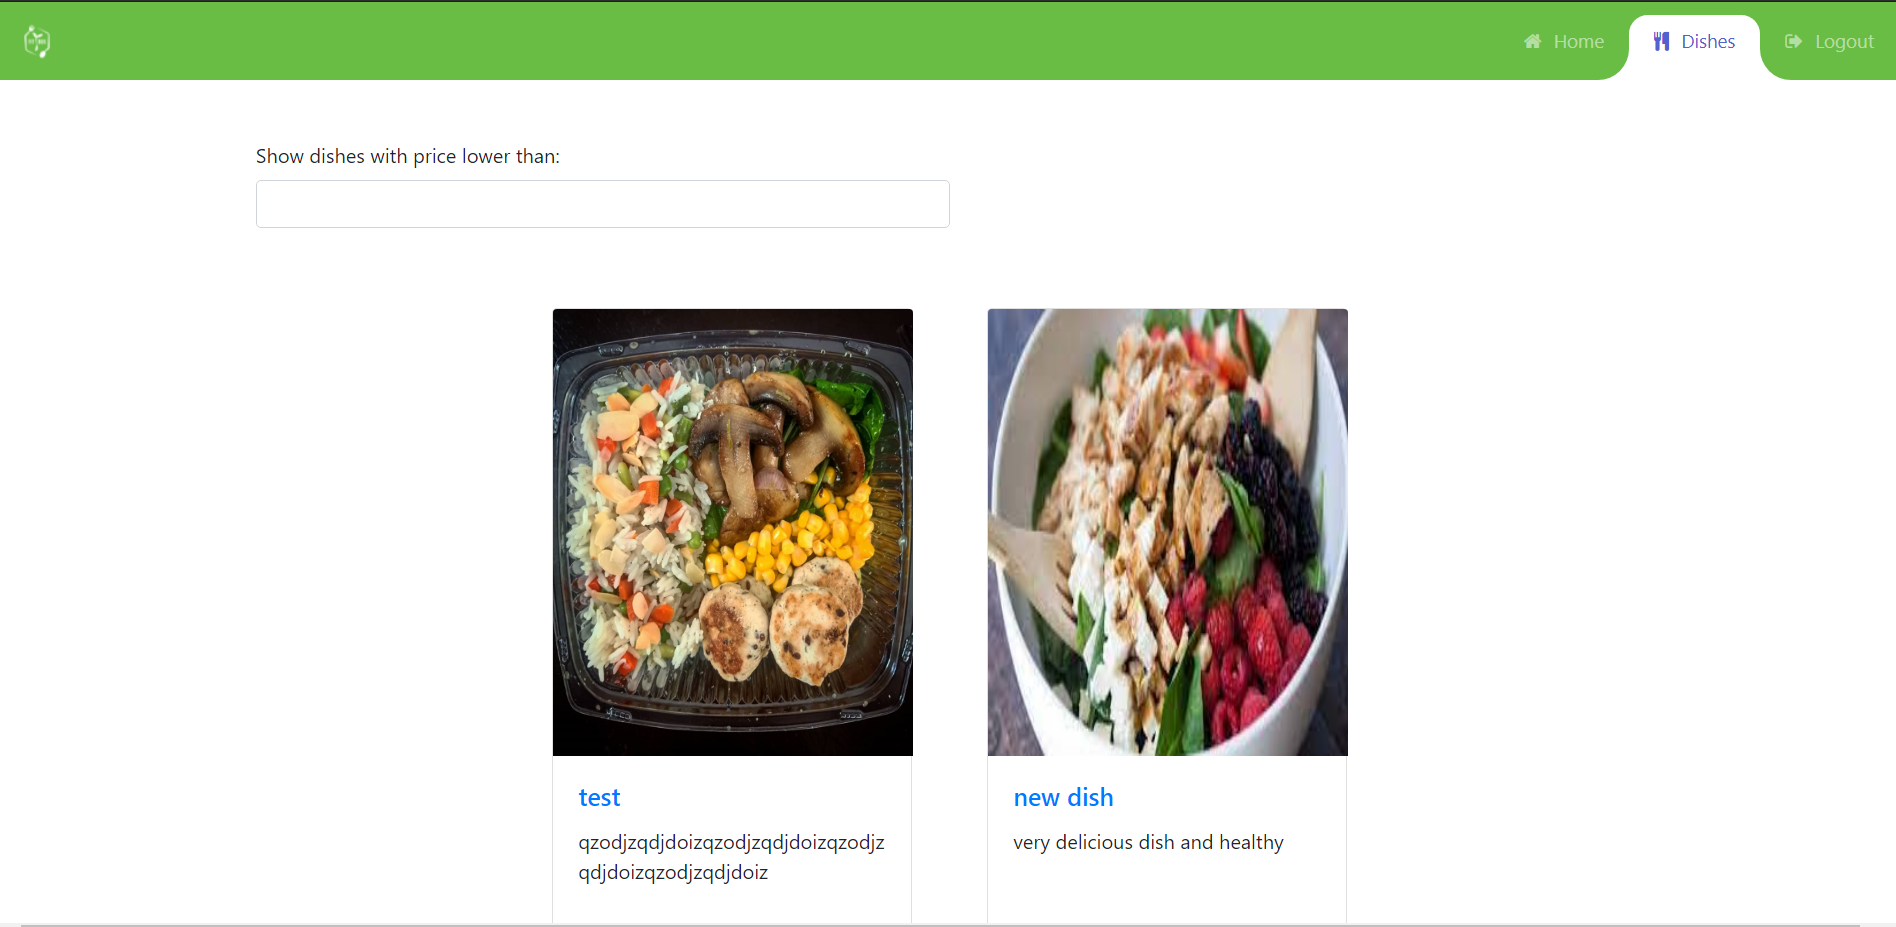 Home
Dishes
Logout
Show dishes with price lower than:
test
qzodjzqdjdoizqzodjzqdjdoizqzodjz
qdjdoizqzodjzqdjdoiz
new dish
very delicious dish and healthy